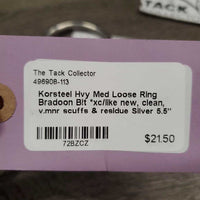 TACK
The Tack Collector
496908-113
Korsteel Hvy Med Loose Ring
Bradoon Bit *xc/like new, clean,
v.mnr scuffs & residue Silver 5.5"
72BZCZ
$21.50